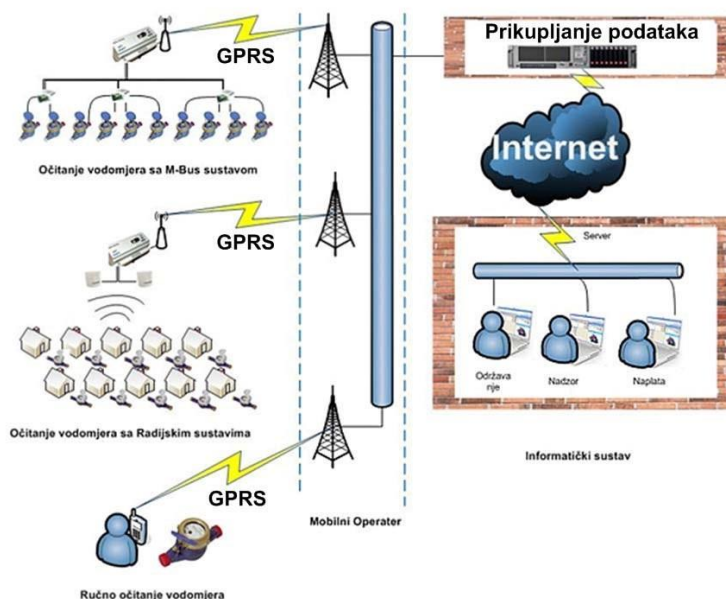 GPRS
Očitanje vodomjera sa M-Bus sustavom
GPRS
Očitanje vodomjera sa Radijskim sustavima
GPRS
Ručno očitanje vodomjera
Mobilni Operater
Prikupljanje podataka
Internet
Server
Održava
nje
Nadzor
Naplata
Informatički sustav